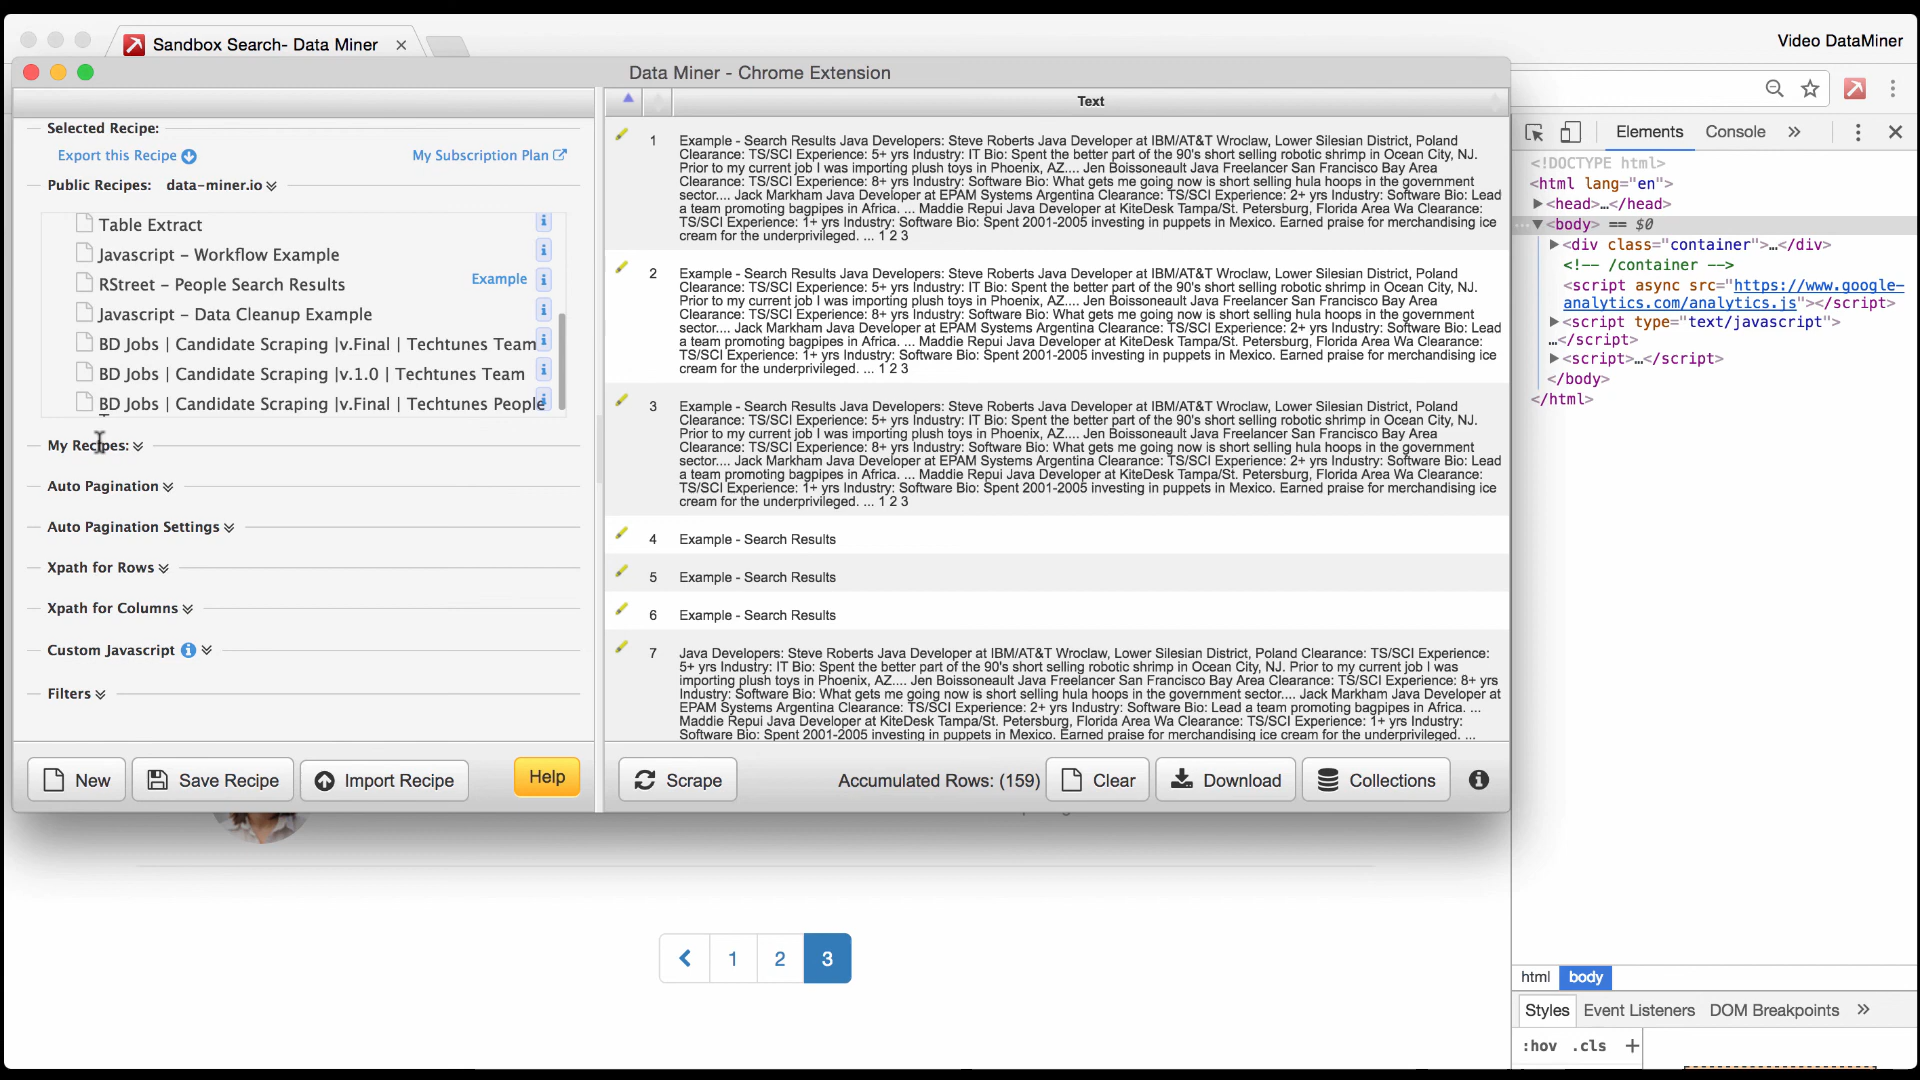 Sandbox Search- Data Miner
Video DataMiner
Data Miner - Chrome Extension
Selected Recipe:
Export this Recipe
My Subscription Plan
Public Recipes: data-miner.io
Table Extract
Javascript - Workflow Example
RStreet - People Search Results
Example
Javascript - Data Cleanup Example
BD Jobs | Candidate Scraping |v.Final | Techtunes Team
BD Jobs | Candidate Scraping |v.1.0 | Techtunes Team
BD Jobs | Candidate Scraping |v.Final | Techtunes People
My Recipes:
Auto Pagination
Auto Pagination Settings
Xpath for Rows
Xpath for Columns
Custom Javascript
Filters
New
Save Recipe
Import Recipe
Help
Text
1
Example - Search Results Java Developers: Steve Roberts Java Developer at IBM/AT&T Wroclaw, Lower Silesian District, Poland
Clearance: TS/SCI Experience: 5+ yrs Industry: IT Bio: Spent the better part of the 90's short selling robotic shrimp in Ocean City, NJ.
Prior to my current job I was importing plush toys in Phoenix, AZ.... Jen Boissoneault Java Freelancer San Francisco Bay Area
Clearance: TS/SCI Experience: 8+ yrs Industry: Software Bio: What gets me going now is short selling hula hoops in the government
sector.... Jack Markham Java Developer at EPAM Systems Argentina Clearance: TS/SCI Experience: 2+ yrs Industry: Software Bio: Lead
a team promoting bagpipes in Africa. ... Maddie Repui Java Developer at KiteDesk Tampa/St. Petersburg, Florida Area Wa Clearance:
TS/SCI Experience: 1+ yrs Industry: Software Bio: Spent 2001-2005 investing in puppets in Mexico. Earned praise for merchandising ice
cream for the underprivileged. ... 1 2 3
2
Example - Search Results Java Developers: Steve Roberts Java Developer at IBM/AT&T Wroclaw, Lower Silesian District, Poland
Clearance: TS/SCI Experience: 5+ yrs Industry: IT Bio: Spent the better part of the 90's short selling robotic shrimp in Ocean City, NJ.
Prior to my current job I was importing plush toys in Phoenix, AZ.... Jen Boissoneault Java Freelancer San Francisco Bay Area
Clearance: TS/SCI Experience: 8+ yrs Industry: Software Bio: What gets me going now is short selling hula hoops in the government
sector.... Jack Markham Java Developer at EPAM Systems Argentina Clearance: TS/SCI Experience: 2+ yrs Industry: Software Bio: Lead
a team promoting bagpipes in Africa. ... Maddie Repui Java Developer at KiteDesk Tampa/St. Petersburg, Florida Area Wa Clearance:
TS/SCI Experience: 1+ yrs Industry: Software Bio: Spent 2001-2005 investing in puppets in Mexico. Earned praise for merchandising ice
cream for the underprivileged. ... 1 2 3
3
Example - Search Results Java Developers: Steve Roberts Java Developer at IBM/AT&T Wroclaw, Lower Silesian District, Poland
Clearance: TS/SCI Experience: 5+ yrs Industry: IT Bio: Spent the better part of the 90's short selling robotic shrimp in Ocean City, NJ.
Prior to my current job I was importing plush toys in Phoenix, AZ.... Jen Boissoneault Java Freelancer San Francisco Bay Area
Clearance: TS/SCI Experience: 8+ yrs Industry: Software Bio: What gets me going now is short selling hula hoops in the government
sector.... Jack Markham Java Developer at EPAM Systems Argentina Clearance: TS/SCI Experience: 2+ yrs Industry: Software Bio: Lead
a team promoting bagpipes in Africa. ... Maddie Repui Java Developer at KiteDesk Tampa/St. Petersburg, Florida Area Wa Clearance:
TS/SCI Experience: 1+ yrs Industry: Software Bio: Spent 2001-2005 investing in puppets in Mexico. Earned praise for merchandising ice
cream for the underprivileged. ... 1 2 3
4 Example - Search Results
5 Example - Search Results
6 Example - Search Results
7
Java Developers: Steve Roberts Java Developer at IBM/AT&T Wroclaw, Lower Silesian District, Poland Clearance: TS/SCI Experience:
5+ yrs Industry: IT Bio: Spent the better part of the 90's short selling robotic shrimp in Ocean City, NJ. Prior to my current job I was
importing plush toys in Phoenix, AZ.... Jen Boissoneault Java Freelancer San Francisco Bay Area Clearance: TS/SCI Experience: 8+ yrs
Industry: Software Bio: What gets me going now is short selling hula hoops in the government sector.... Jack Markham Java Developer at
EPAM Systems Argentina Clearance: TS/SCI Experience: 2+ yrs Industry: Software Bio: Lead a team promoting bagpipes in Africa. ...
Maddie Repui Java Developer at KiteDesk Tampa/St. Petersburg, Florida Area Wa Clearance: TS/SCI Experience: 1+ yrs Industry:
Software Bio: Spent 2001-2005 investing in puppets in Mexico. Earned praise for merchandising ice cream for the underprivileged. ...
Scrape
Accumulated Rows: (159)
Clear
Download
Collections
1 2 3
Elements Console
<!DOCTYPE html>
<html lang="en">
<head>…</head>
… <body> == $0
<div class="container">…</div>
<!-- /container -->
<script async src="https://www.google-
analytics.com/analytics.js"></script>
<script type="text/javascript">
…</script>
<script>…</script>
</body>
</html>
html body
Styles Event Listeners DOM Breakpoints
:hov .cls +